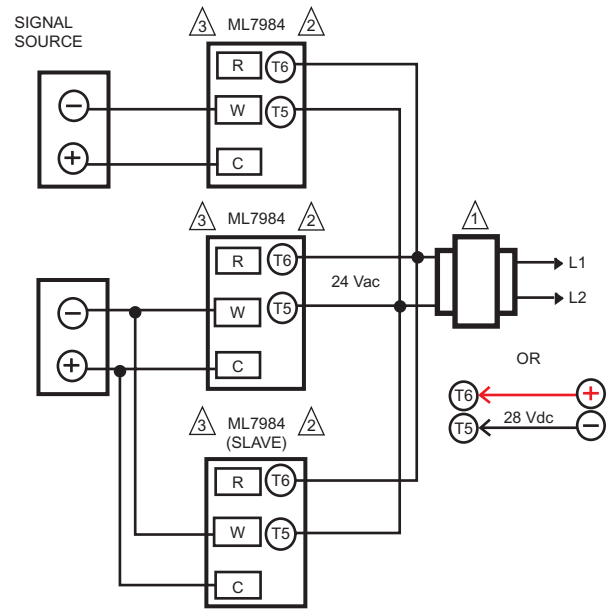 SIGNAL
SOURCE
3 ML7984 2
R T6
W T5
C
− +
3 ML7984 2
R T6
W T5
C
− +
24 Vac
1
L1
L2
OR
T6 +
T5 28 Vdc −
3 ML7984 2
(SLAVE)
R T6
W T5
C